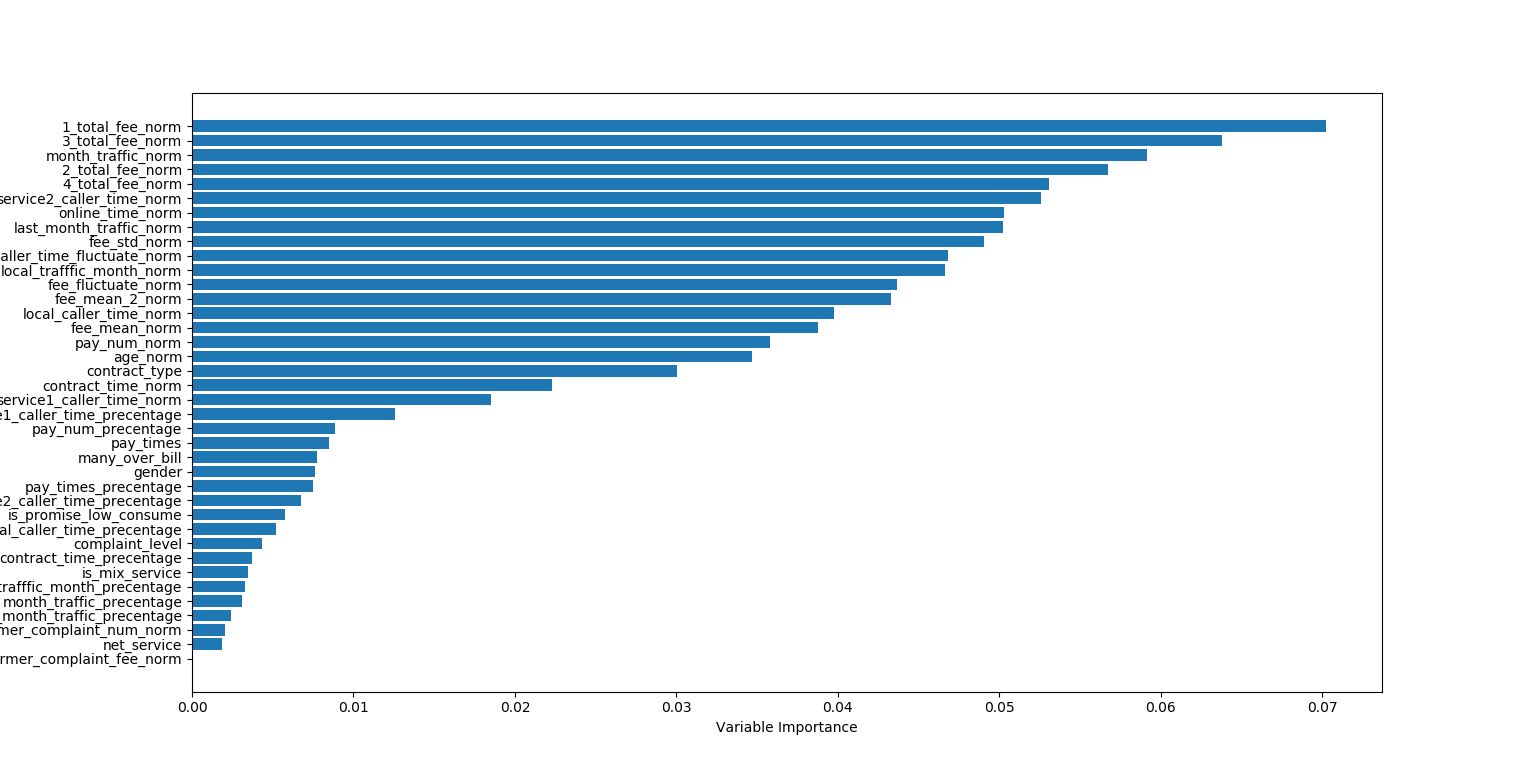 1_total_fee_norm
3_total_fee_norm
month_traffic_norm
2_total_fee_norm
4_total_fee_norm
service2_caller_time_norm
online_time_norm
last_month_traffic_norm
fee_std_norm
aller_time_fluctuate_norm
local_trafffic_month_norm
fee_fluctuate_norm
fee_mean_2_norm
local_caller_time_norm
fee_mean_norm
pay_num_norm
age_norm
contract_type
contract_time_norm
service1_caller_time_norm
e1_caller_time_precentage
pay_num_precentage
pay_times
many_over_bill
gender
pay_times_precentage
e2_caller_time_precentage
is_promise_low_consume
al_caller_time_precentage
complaint_level
contract_time_precentage
is_mix_service
trafffic_month_precentage
month_traffic_precentage
_month_traffic_precentage
mer_complaint_num_norm
net_service
rmer_complaint_fee_norm
0.00 0.01 0.02 0.03 0.04 0.05 0.06 0.07
Variable Importance